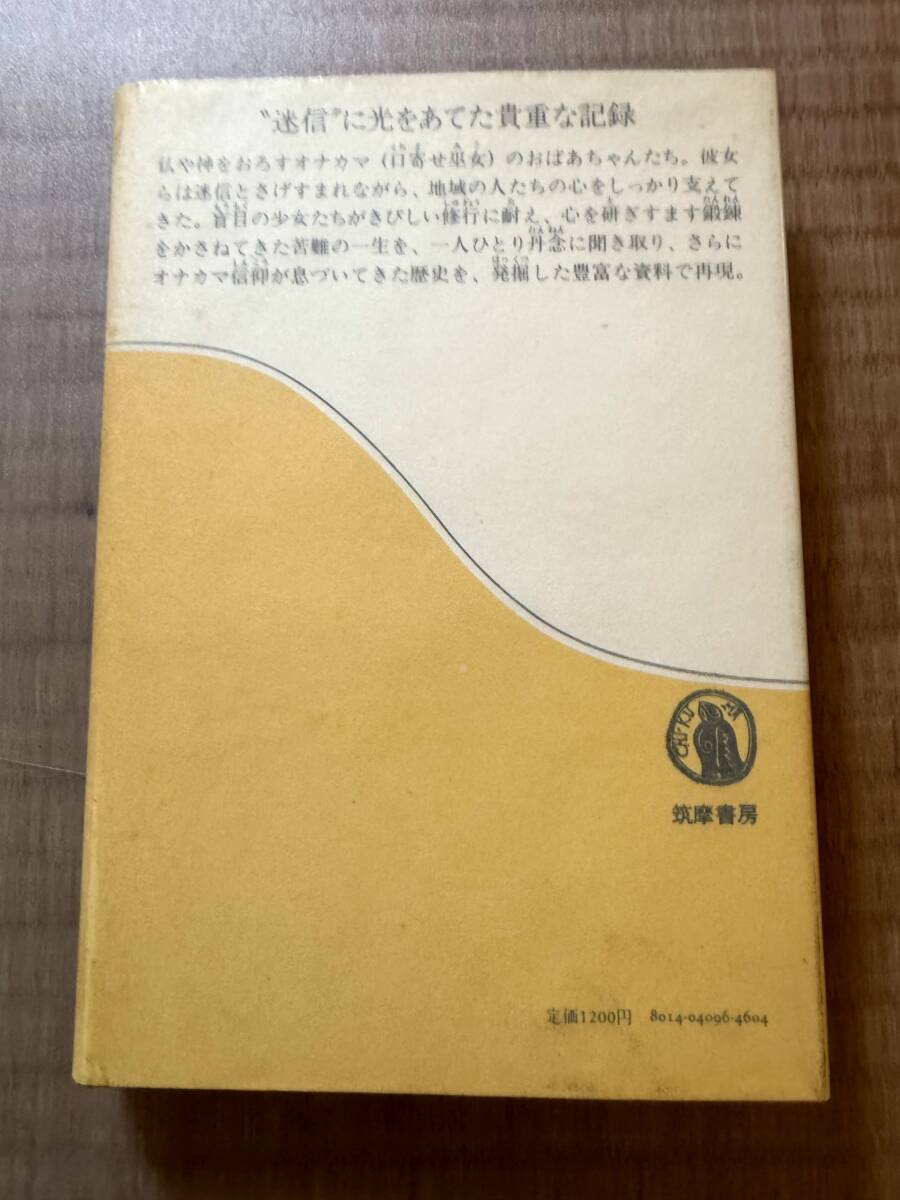 〝迷信〟に光をあてた貴重な記録
仏や神をおろすオナカマ（口寄せ巫女）のおばあちゃんたち。彼女
らは迷信とさげすまれながら、地域の人たちの心をしっかり支えて
きた。盲目の少女たちがきびしい修行に耐え、心を研ぎすます鍛錬
をかさねてきた苦難の一生を、一人ひとり丹念に聞き取り、さらに
オナカマ信仰が息づいてきた歴史を、発掘した豊富な資料で再現。
CHIKUMA
筑摩書房
定価1200円 8014-04096-4604